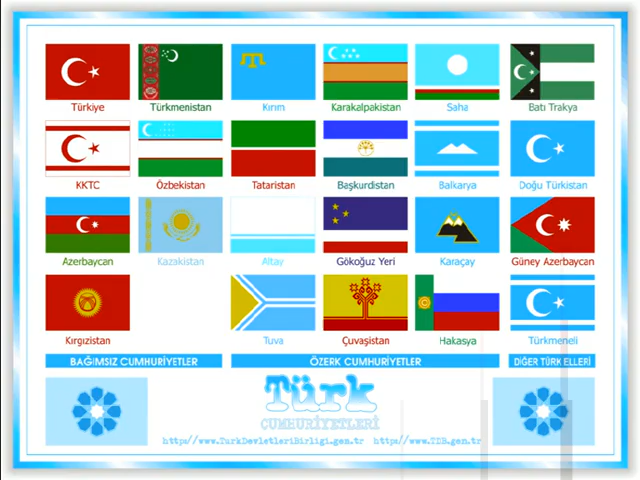 Türkiye Türkmenistan Kırım Karakalpakistan Saha Batı Trakya
KKTC Özbekistan Tataristan Başkurdistan Balkarya Doğu Türkistan
Azerbaycan Kazakistan Altay Gökoğuz Yeri Karaçay Güney Azerbaycan
Kırgızistan Tuva Çuvaşistan Hakasya Türkmeneli
BAĞIMSIZ CUMHURİYETLER ÖZERK CUMHURİYETLER DİĞER TÜRK ELLERİ
Türk
CUMHURİYETLERİ
http://www.TurkDevletleriBirligi.gen.tr http://www.TDB.gen.tr